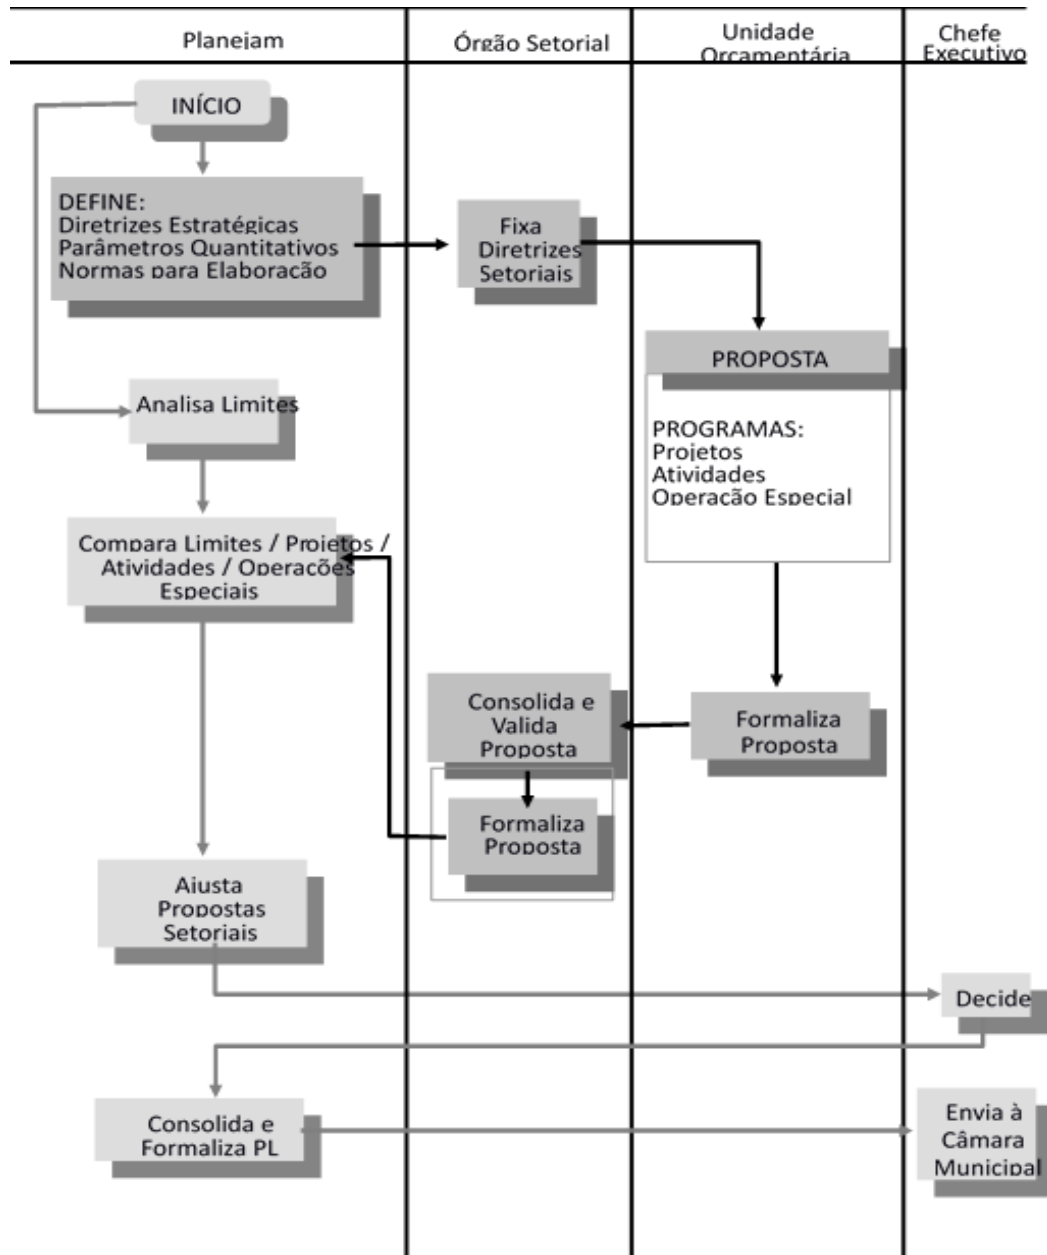 Planejam
Órgão Setorial
Unidade
Orçamentária
Chefe
Executivo
INÍCIO
DEFINE:
Diretrizes Estratégicas
Parâmetros Quantitativos
Normas para Elaboração
Fixa
Diretrizes
Setoriais
PROPOSTA
PROGRAMAS:
Projetos
Atividades
Operação Especial
Analisa Limites
Compara Limites / Projetos /
Atividades / Operações
Especiais
Consolida e
Valida
Proposta
Formaliza
Proposta
Formaliza
Proposta
Ajusta
Propostas
Setoriais
Decide
Consolida e
Formaliza PL
Envia à
Câmara
Municipal